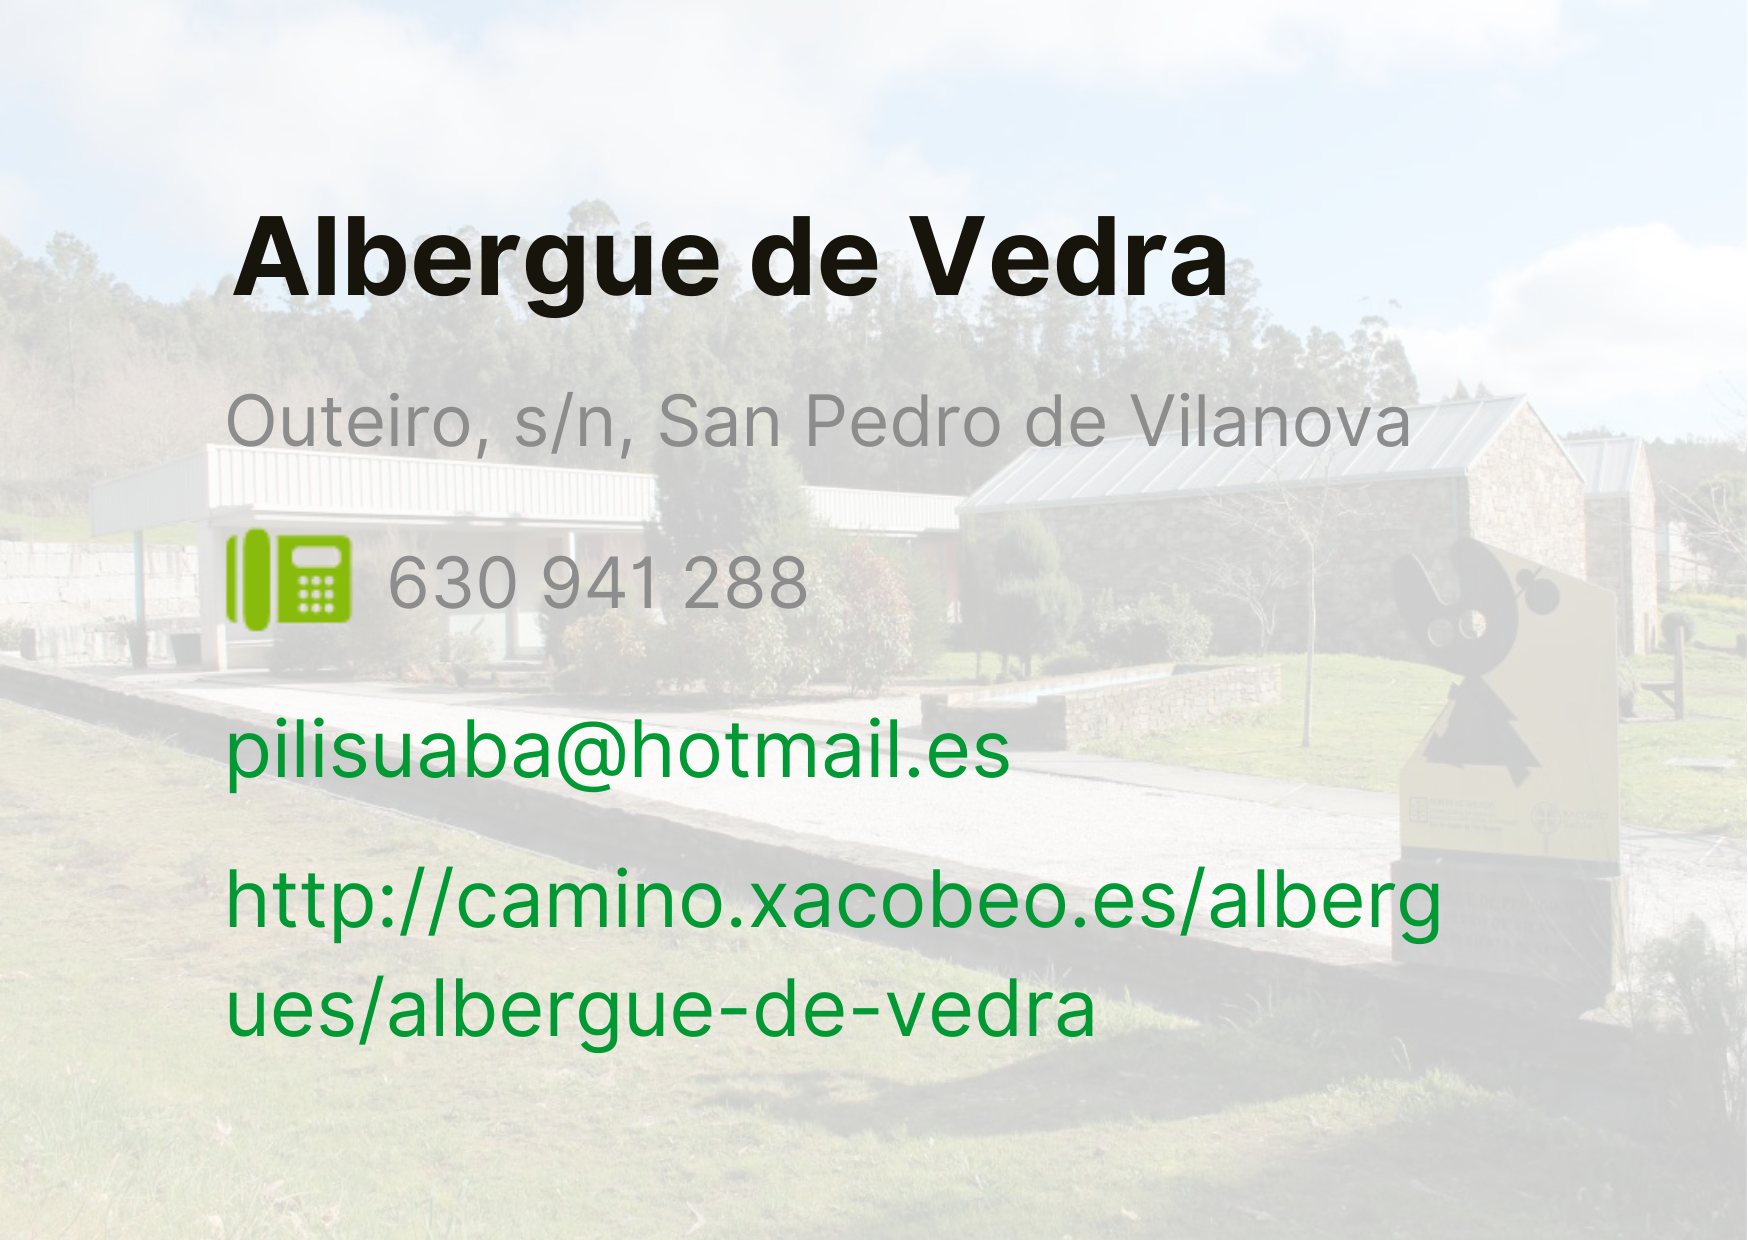 Albergue de Vedra
Outeiro, s/n, San Pedro de Vilanova
630 941 288
pilisuaba@hotmail.es
http://camino.xacobeo.es/alberg
ues/albergue-de-vedra